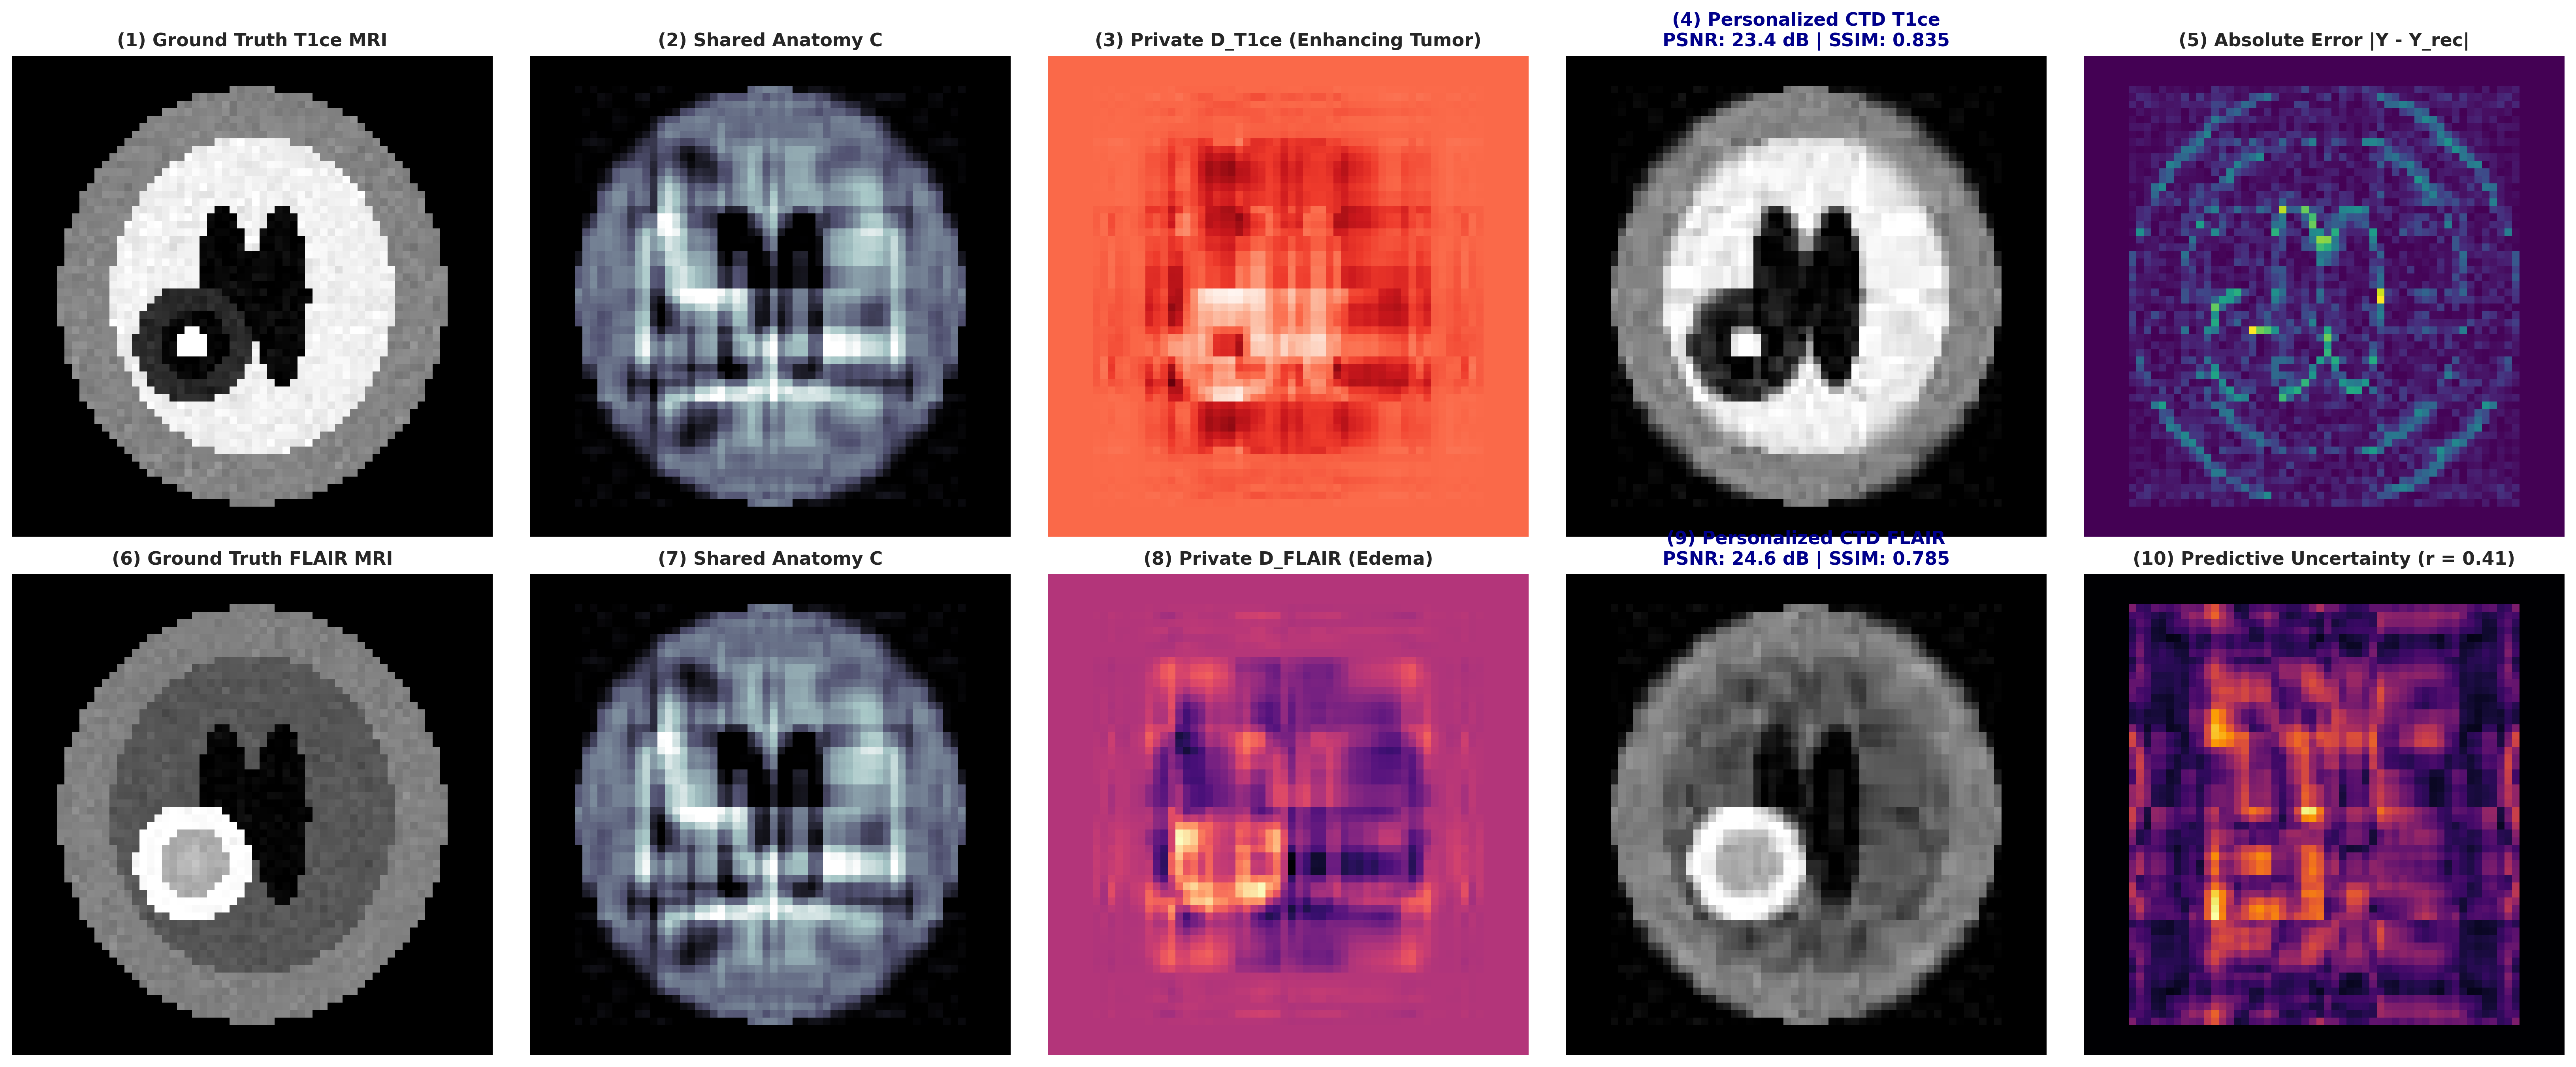 (1) Ground Truth T1ce MRI
(2) Shared Anatomy C
(3) Private D_T1ce (Enhancing Tumor)
(4) Personalized CTD T1ce
PSNR: 23.4 dB | SSIM: 0.835
(5) Absolute Error |Y - Y_rec|
(6) Ground Truth FLAIR MRI
(7) Shared Anatomy C
(8) Private D_FLAIR (Edema)
(9) Personalized CTD FLAIR
PSNR: 24.6 dB | SSIM: 0.785
(10) Predictive Uncertainty (r = 0.41)